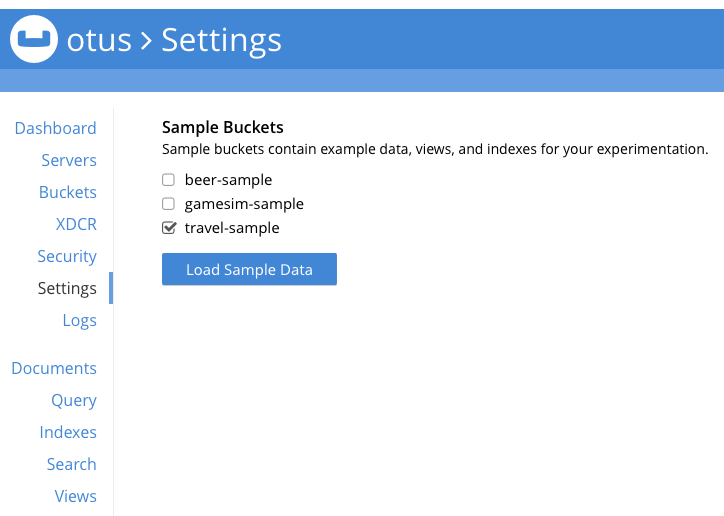 otus > Settings
Dashboard
Servers
Buckets
XDCR
Security
Settings
Logs
Documents
Query
Indexes
Search
Views
Sample Buckets
Sample buckets contain example data, views, and indexes for your experimentation.
beer-sample
gamesim-sample
travel-sample
Load Sample Data